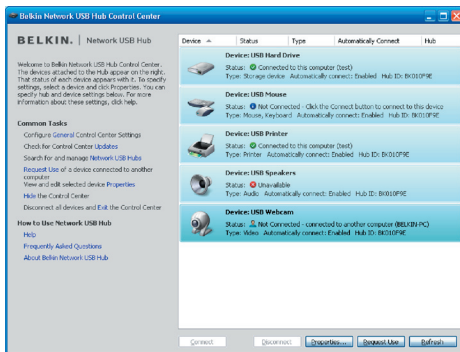 Belkin Network USB Hub Control Center
BELKIN. | Network USB Hub
Welcome to Belkin Network USB Hub Control Center.
The devices attached to the Hub appear on the right.
That status of each device appears with it. To specify
settings, select a device and click Properties. You can
specify hub and device settings below. For more
information about these settings, click help.
Common Tasks
Configure General Control Center Settings
Check for Control Center Updates
Search for and manage Network USB Hubs
Request Use of a device connected to another
computer
View and edit selected device Properties
Hide the Control Center
Disconnect all devices and Exit the Control Center
How to Use Network USB Hub
Help
Frequently Asked Questions
About Belkin Network USB Hub
Device Status Type Automatically Connect Hub
Device: USB Hard Drive
Status: Connected to this computer (test)
Type: Storage device Automatically connect: Enabled Hub ID: BK010F9E
Device: USB Mouse
Status: Not Connected - Click the Connect button to connect to this device
Type: Mouse, Keyboard Automatically connect: Enabled Hub ID: BK010F9E
Device: USB Printer
Status: Connected to this computer (test)
Type: Printer Automatically connect: Enabled Hub ID: BK010F9E
Device: USB Speakers
Status: Unavailable
Type: Audio Automatically connect: Enabled Hub ID: BK010F9E
Device: USB Webcam
Status: Not Connected - connected to another computer (BELKIN-PC)
Type: Video Automatically connect: Enabled Hub ID: BK010F9E
Connect Disconnect Properties... Request Use Refresh